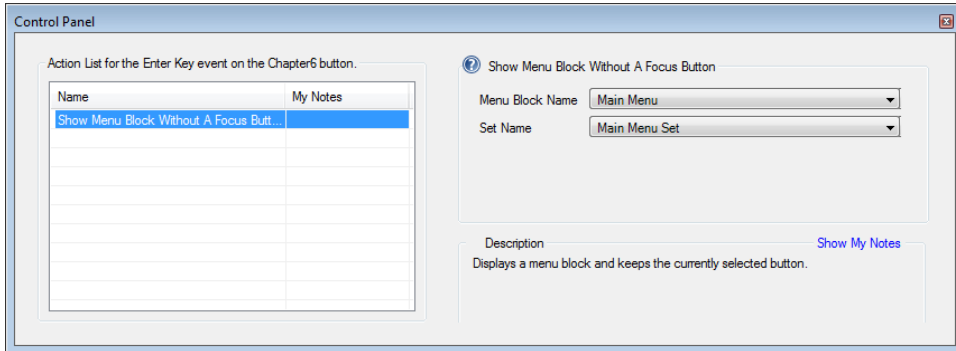 Control Panel
Action List for the Enter Key event on the Chapter6 button.
Name My Notes
Show Menu Block Without A Focus Butt...
Show Menu Block Without A Focus Button
Menu Block Name Main Menu
Set Name Main Menu Set
Description Show My Notes
Displays a menu block and keeps the currently selected button.